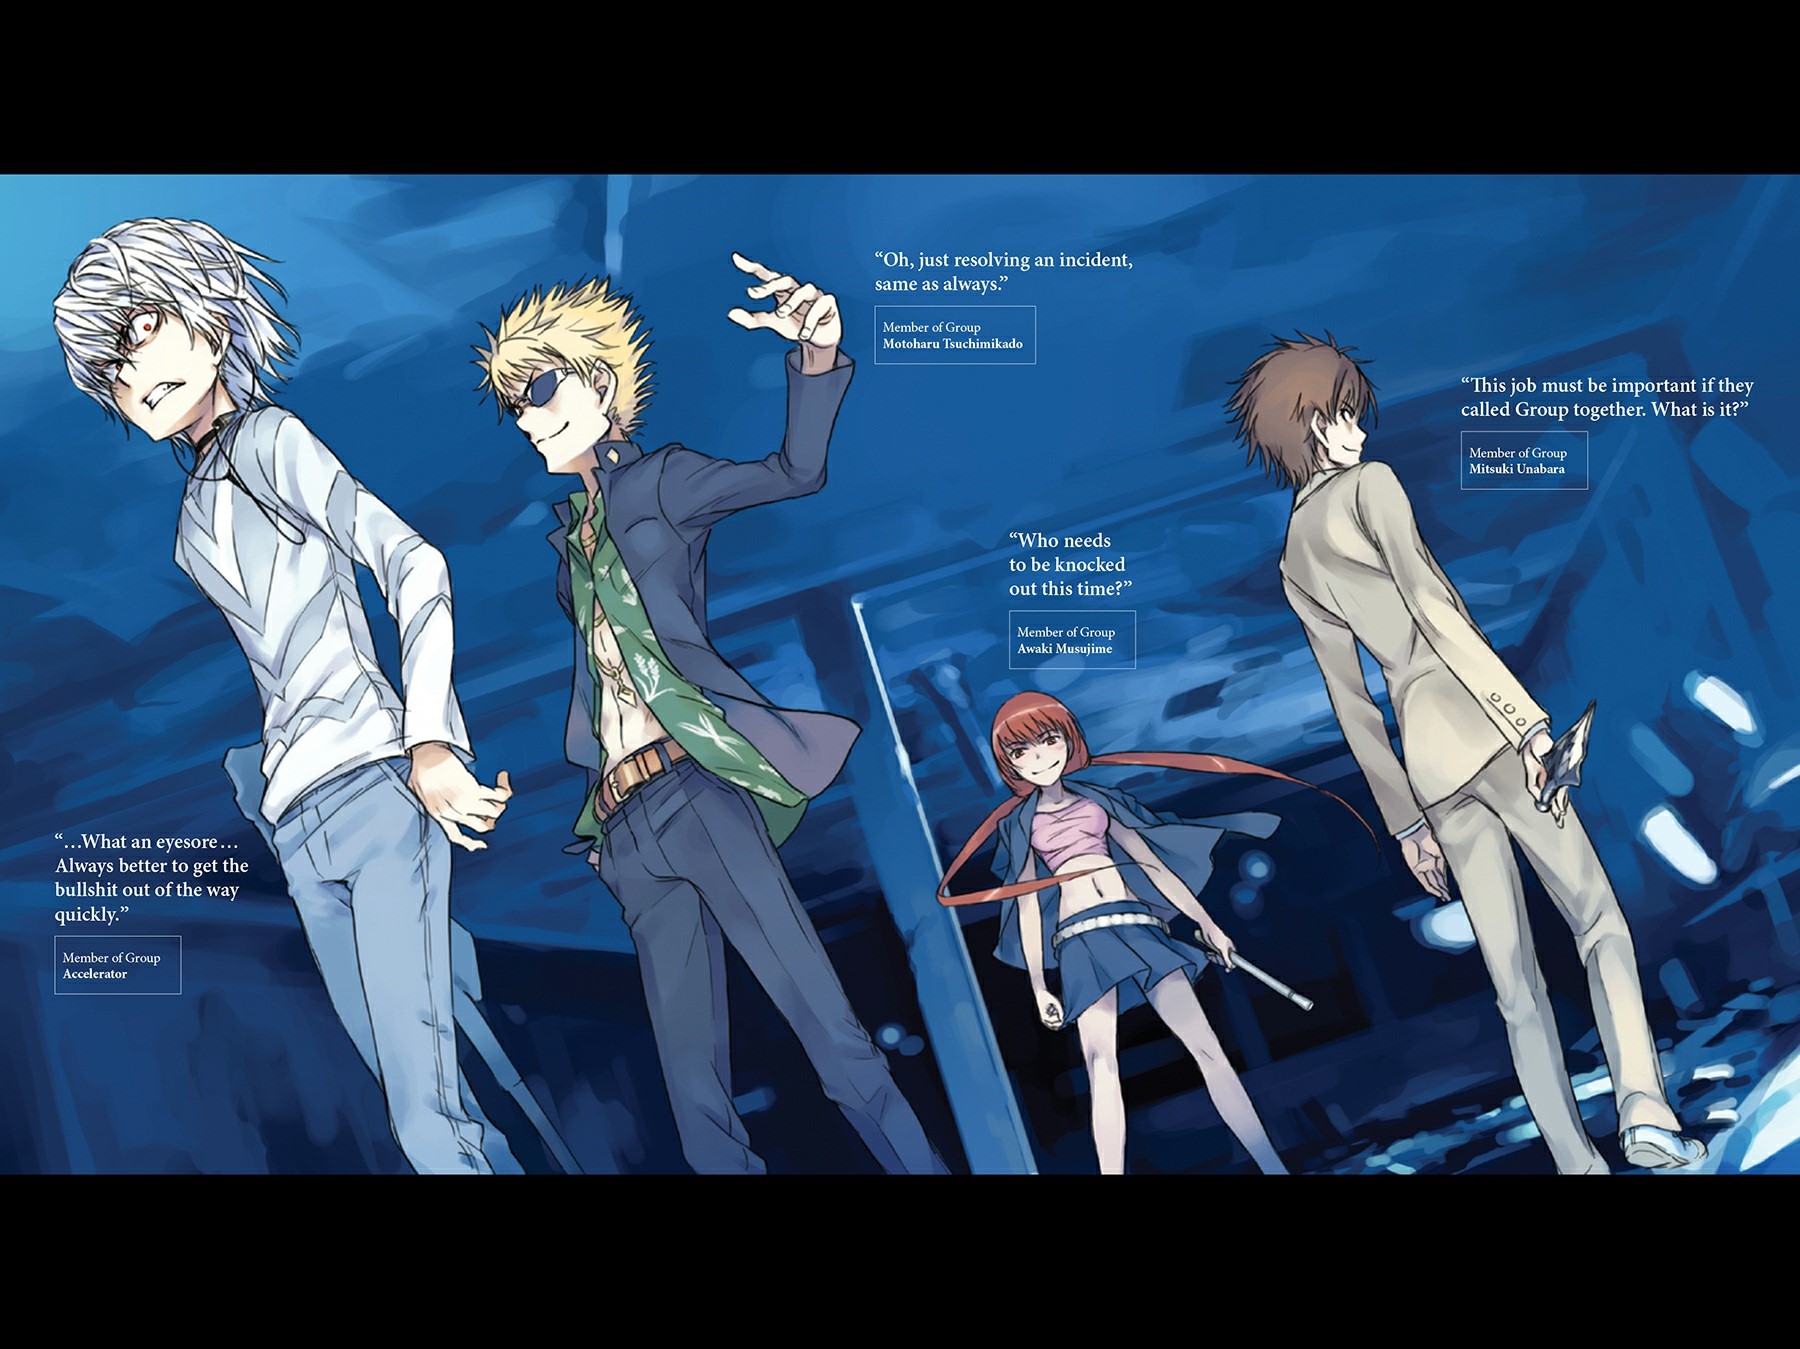 “Oh, just resolving an incident,
same as always.”
Member of Group
Motoharu Tsuchimikado
“This job must be important if they
called Group together. What is it?”
Member of Group
Mitsuki Unabara
“Who needs
to be knocked
out this time?”
Member of Group
Awaki Musujime
“…What an eyesore…
Always better to get the
bullshit out of the way
quickly.”
Member of Group
Accelerator